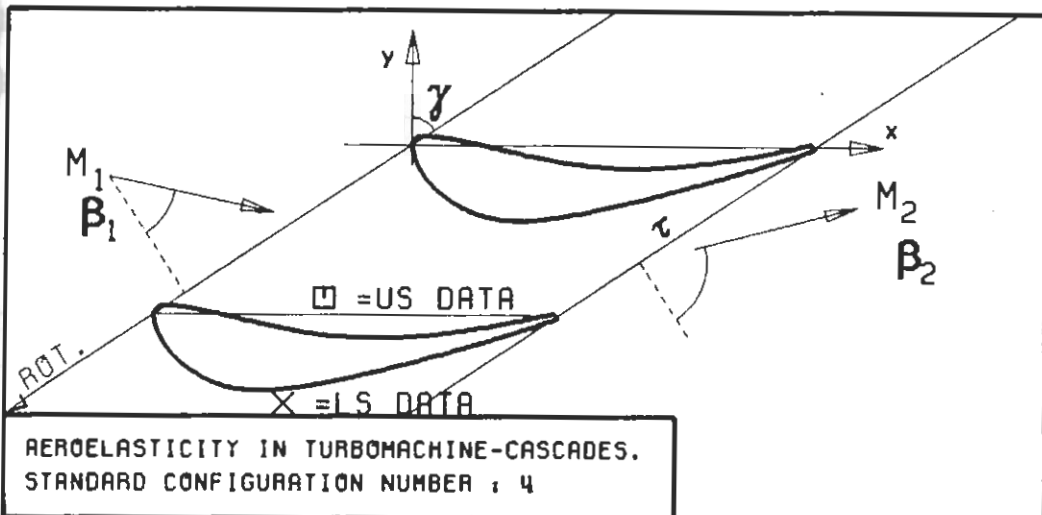 y
γ
x
M₁
β₁
M₂
τ
β₂
⊡ =US DATA
ROT.
X =LS DATA
AEROELASTICITY IN TURBOMACHINE-CASCADES.
STANDARD CONFIGURATION NUMBER : 4